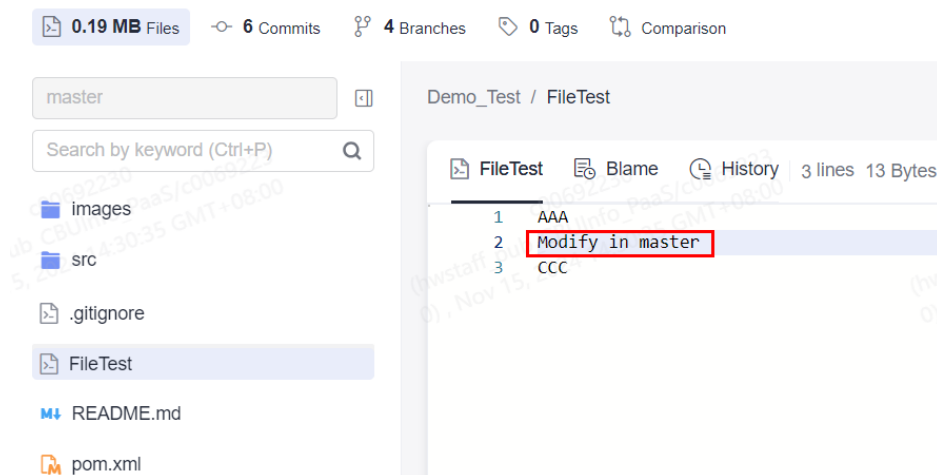 0.19 MB Files 6 Commits 4 Branches 0 Tags Comparison
master
Search by keyword (Ctrl+P)
images
src
.gitignore
FileTest
README.md
pom.xml
Demo_Test / FileTest
FileTest Blame History 3 lines 13 Bytes
1 AAA
2 Modify in master
3 CCC